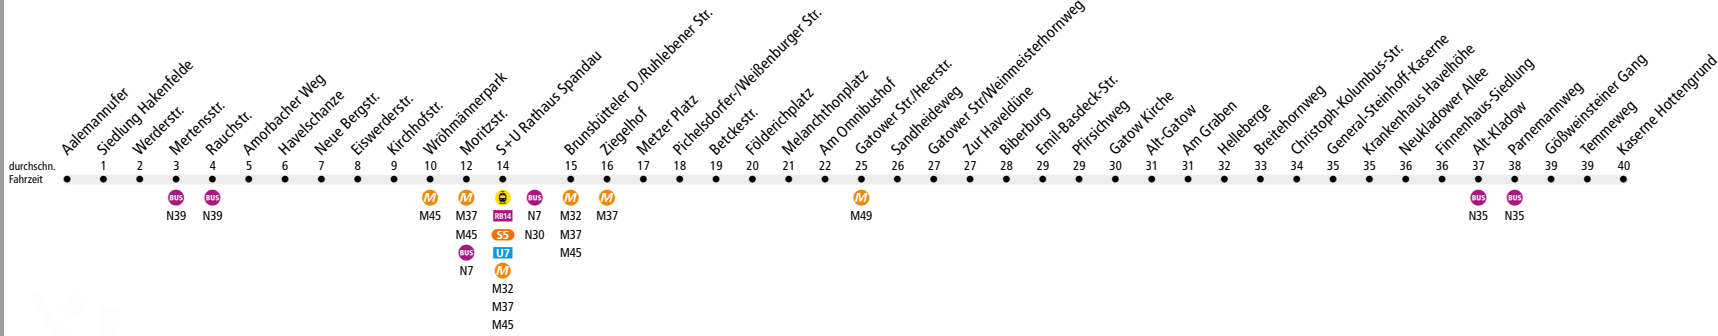 Aalemannufer
Siedlung Hakenfelde
Werderstr.
Mertensstr.
Rauchstr.
Amorbacher Weg
Havelschanze
Neue Bergstr.
Eiswerderstr.
Kirchhofstr.
Wröhmännerpark
Moritzstr.
S+U Rathaus Spandau
Brunsbütteler D./Ruhlebener Str.
Ziegelhof
Metzer Platz
Pichelsdorfer-/Weißenburger Str.
Betckestr.
Földerichplatz
Melanchthonplatz
Am Omnibushof
Gatower Str./Heerstr.
Sandheideweg
Gatower Str/Weinmeisterhornweg
Zur Haveldüne
Biberburg
Emil-Basdeck-Str.
Pfirsichweg
Gatow Kirche
Alt-Gatow
Am Graben
Helleberge
Breitehornweg
Christoph-Kolumbus-Str.
General-Steinhoff-Kaserne
Krankenhaus Havelhöhe
Neukladower Allee
Finnenhaus-Siedlung
Alt-Kladow
Parnemannweg
Gößweinsteiner Gang
Temmeweg
Kaserne Hottengrund
durchschn. 1 2 3 4 5 6 7 8 9 10 12 14 15 16 17 18 19 20 21 22 25 26 27 27 28 29 29 30 31 31 32 33 34 35 35 36 36 37 38 39 39 40
Fahrzeit
BUS BUS M M BUS M M M BUS BUS
N39 N39 M45 M37 RB14 N7 M32 M37 M49 N35 N35
M45 S5 N30 M37
BUS U7 M45
N7 M
M32
M37
M45